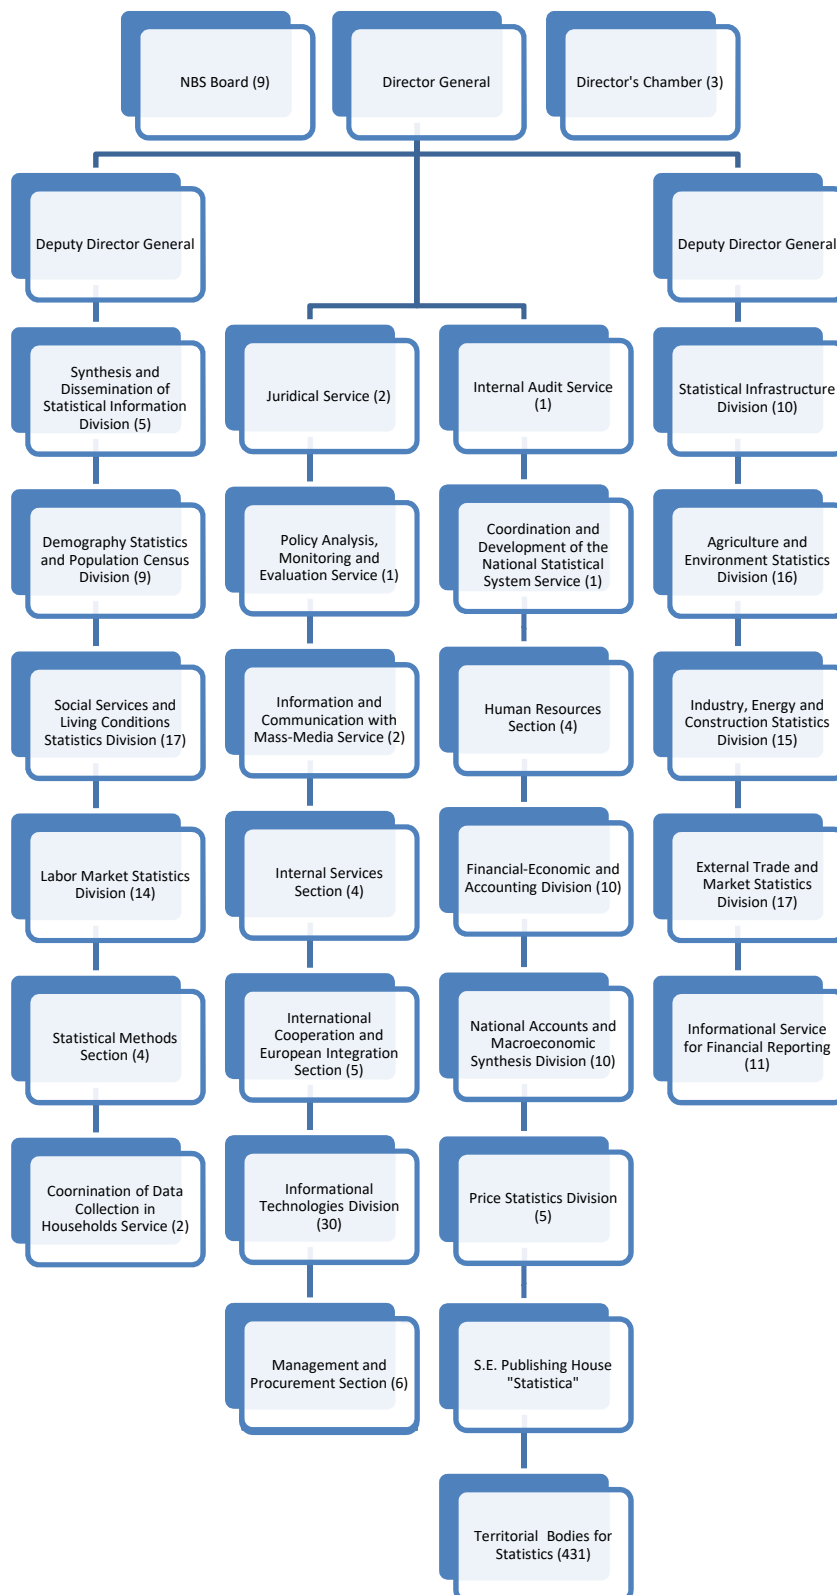 NBS Board (9)
Director General
Director's Chamber (3)
Deputy Director General
Deputy Director General
Synthesis and
Dissemination of
Statistical Information
Division (5)
Juridical Service (2)
Internal Audit Service
(1)
Statistical Infrastructure
Division (10)
Demography Statistics
and Population Census
Division (9)
Policy Analysis,
Monitoring and
Evaluation Service (1)
Coordination and
Development of the
National Statistical
System Service (1)
Agriculture and
Environment Statistics
Division (16)
Social Services and
Living Conditions
Statistics Division (17)
Information and
Communication with
Mass-Media Service (2)
Human Resources
Section (4)
Industry, Energy and
Construction Statistics
Division (15)
Labor Market Statistics
Division (14)
Internal Services
Section (4)
Financial-Economic and
Accounting Division (10)
External Trade and
Market Statistics
Division (17)
Statistical Methods
Section (4)
International
Cooperation and
European Integration
Section (5)
National Accounts and
Macroeconomic
Synthesis Division (10)
Informational Service
for Financial Reporting
(11)
Coornination of Data
Collection in
Households Service (2)
Informational
Technologies Division
(30)
Price Statistics Division
(5)
Management and
Procurement Section (6)
S.E. Publishing House
"Statistica"
Territorial Bodies for
Statistics (431)